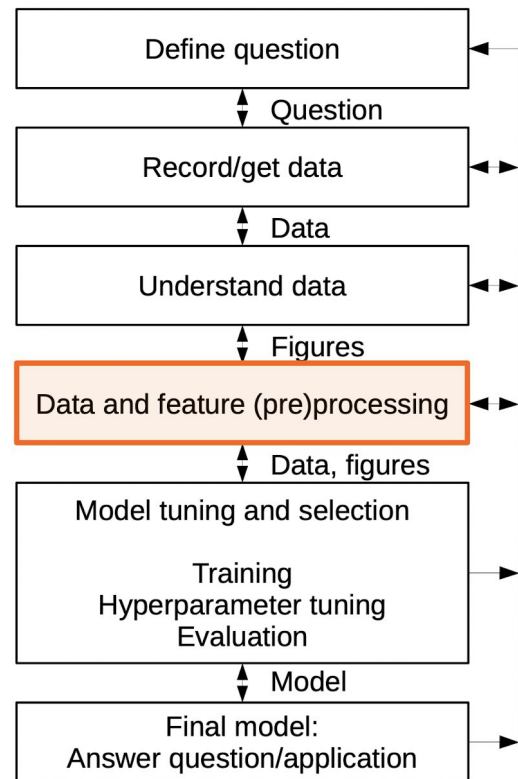 Define question
Question
Record/get data
Data
Understand data
Figures
Data and feature (pre)processing
Data, figures
Model tuning and selection
Training
Hyperparameter tuning
Evaluation
Model
Final model:
Answer question/application